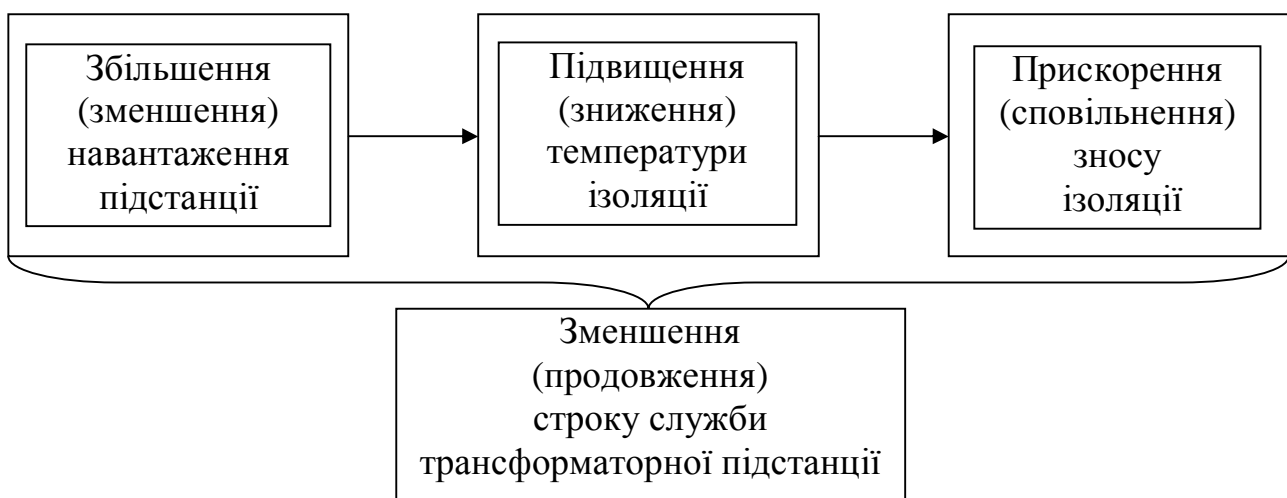 Збільшення
(зменшення)
навантаження
підстанції
Підвищення
(зниження)
температури
ізоляції
Прискорення
(сповільнення)
зносу
ізоляції
Зменшення
(продовження)
строку служби
трансформаторної підстанції